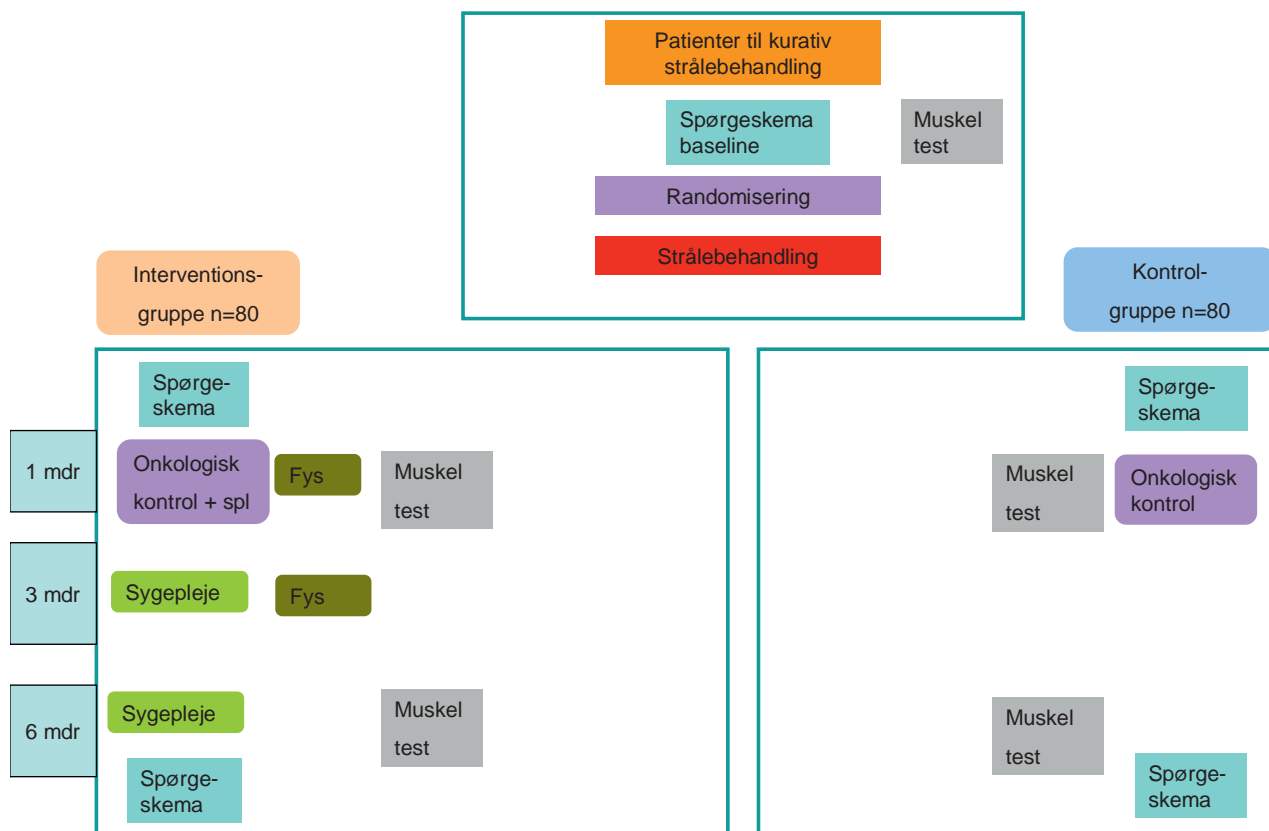 Patienter til kurativ
strålebehandling
Spørgeskema
baseline
Muskel
test
Randomisering
Strålebehandling
Interventions-
gruppe n=80
Kontrol-
gruppe n=80
Spørge-
skema
Spørge-
skema
1 mdr
Onkologisk
kontrol + spl
Fys
Muskel
test
Muskel
test
Onkologisk
kontrol
3 mdr
Sygepleje
Fys
6 mdr
Sygepleje
Muskel
test
Muskel
test
Spørge-
skema
Spørge-
skema